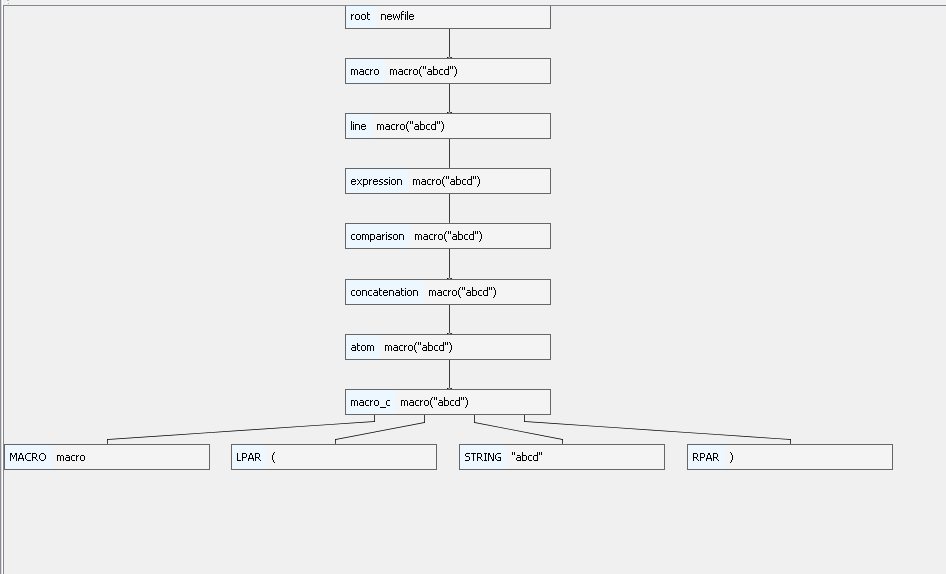 root newfile
macro macro("abcd")
line macro("abcd")
expression macro("abcd")
comparison macro("abcd")
concatenation macro("abcd")
atom macro("abcd")
macro_c macro("abcd")
MACRO macro LPAR ( STRING "abcd" RPAR )